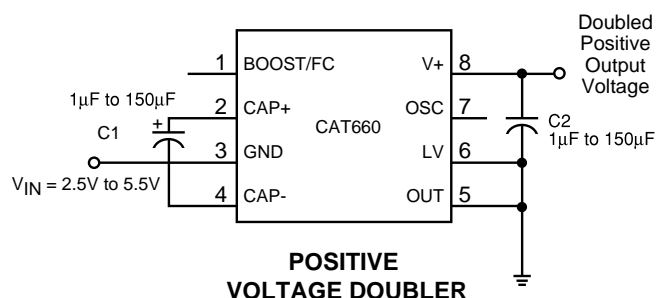 Doubled
Positive
Output
Voltage
1 BOOST/FC V+ 8
1µF to 150µF
2 CAP+ OSC 7
+
C1 CAT660 C2
1µF to 150µF
3 GND LV 6
VIN = 2.5V to 5.5V
4 CAP- OUT 5
POSITIVE
VOLTAGE DOUBLER